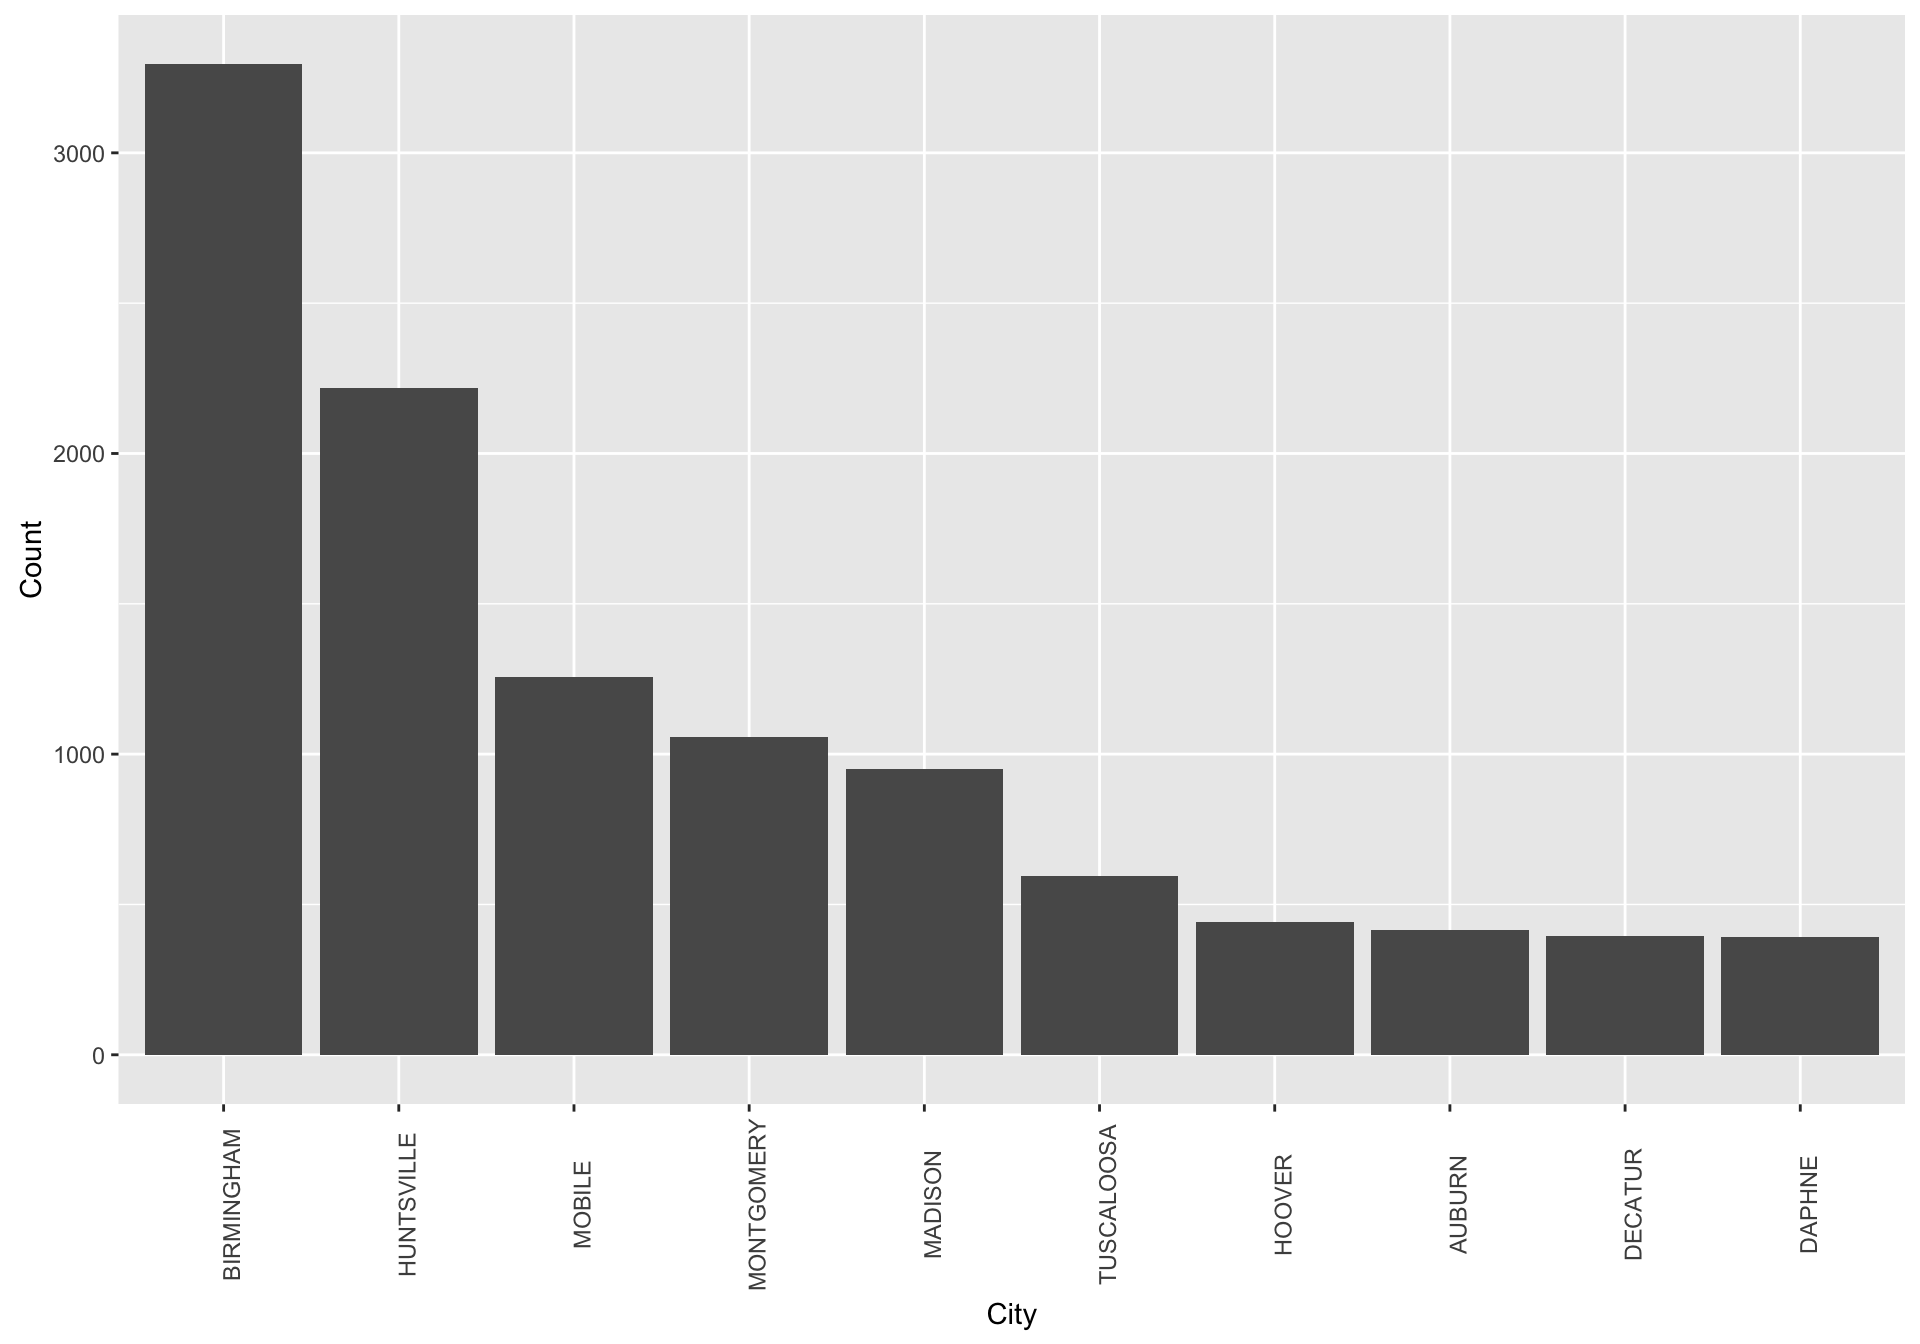 3000
2000
1000
0
Count
BIRMINGHAM
HUNTSVILLE
MOBILE
MONTGOMERY
MADISON
TUSCALOOSA
HOOVER
AUBURN
DECATUR
DAPHNE
City